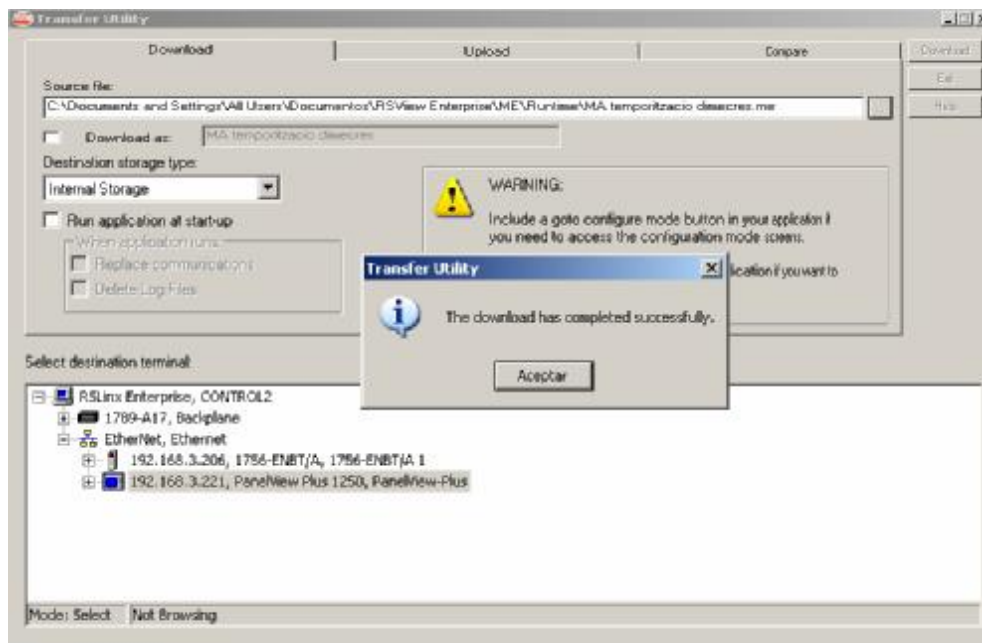 Transfer Utility
Download
Upload
Compare
Download
Exit
Help
Source file:
C:\Documents and Settings\All Users\Documentos\RSView Enterprise\ME\Runtime\MA temporitzacio dimecres.mer
Download as:
MA temporitzacio dimecres
Destination storage type:
Internal Storage
Run application at start-up
When application runs:
Replace communications
Delete Log Files
WARNING:
Include a goto configure mode button in your application if
you need to access the configuration mode screens.
lication if you want to
Transfer Utility
The download has completed successfully.
Aceptar
Select destination terminal:
RSLinx Enterprise, CONTROL2
1789-A17, Backplane
EtherNet, Ethernet
192.168.3.206, 1756-ENBT/A, 1756-ENBT/A 1
192.168.3.221, PanelView Plus 1250, PanelView-Plus
Mode: Select
Not Browsing